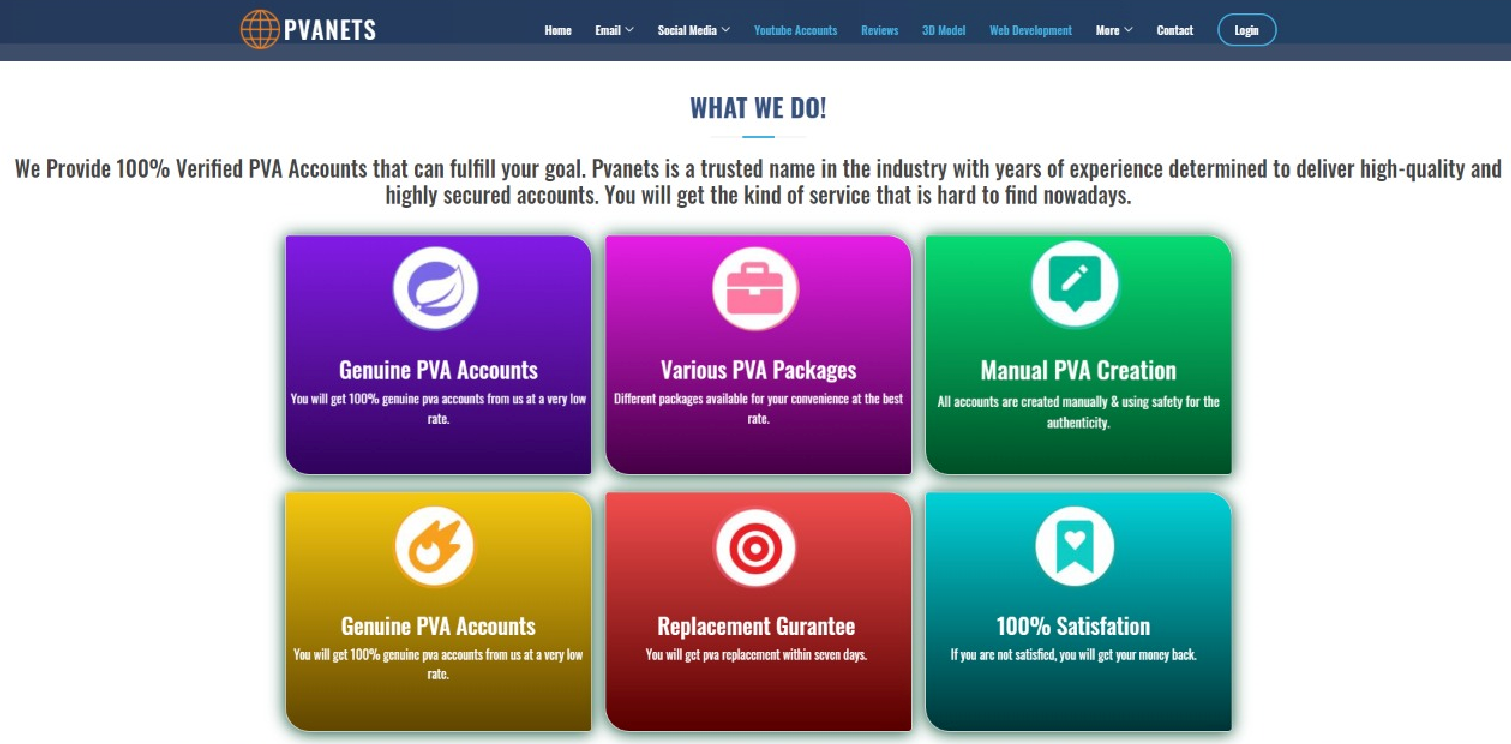 PVANETS
Home Email Social Media Youtube Accounts Reviews 3D Model Web Development More Contact Login
WHAT WE DO!
We Provide 100% Verified PVA Accounts that can fulfill your goal. Pvanets is a trusted name in the industry with years of experience determined to deliver high-quality and
highly secured accounts. You will get the kind of service that is hard to find nowadays.
Genuine PVA Accounts
You will get 100% genuine pva accounts from us at a very low
rate.
Various PVA Packages
Different packages available for your convenience at the best
rate.
Manual PVA Creation
All accounts are created manually & using safety for the
authenticity.
Genuine PVA Accounts
You will get 100% genuine pva accounts from us at a very low
rate.
Replacement Gurantee
You will get pva replacement within seven days.
100% Satisfation
If you are not satisfied, you will get your money back.